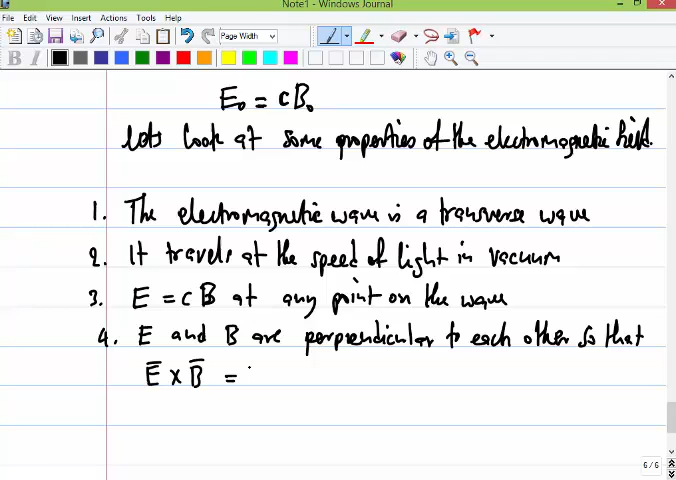 Note1 - Windows Journal
File Edit View Insert Actions Tools Help
Page Width
B I
E₀ = cB₀
lets look at some properties of the electromagnetic field.
1. The electromagnetic wave is a transverse wave
2. It travels at the speed of light in vacuum
3. E = cB at any point on the wave
4. E and B are perpendicular to each other so that
E̅ × B̅ =
6/6